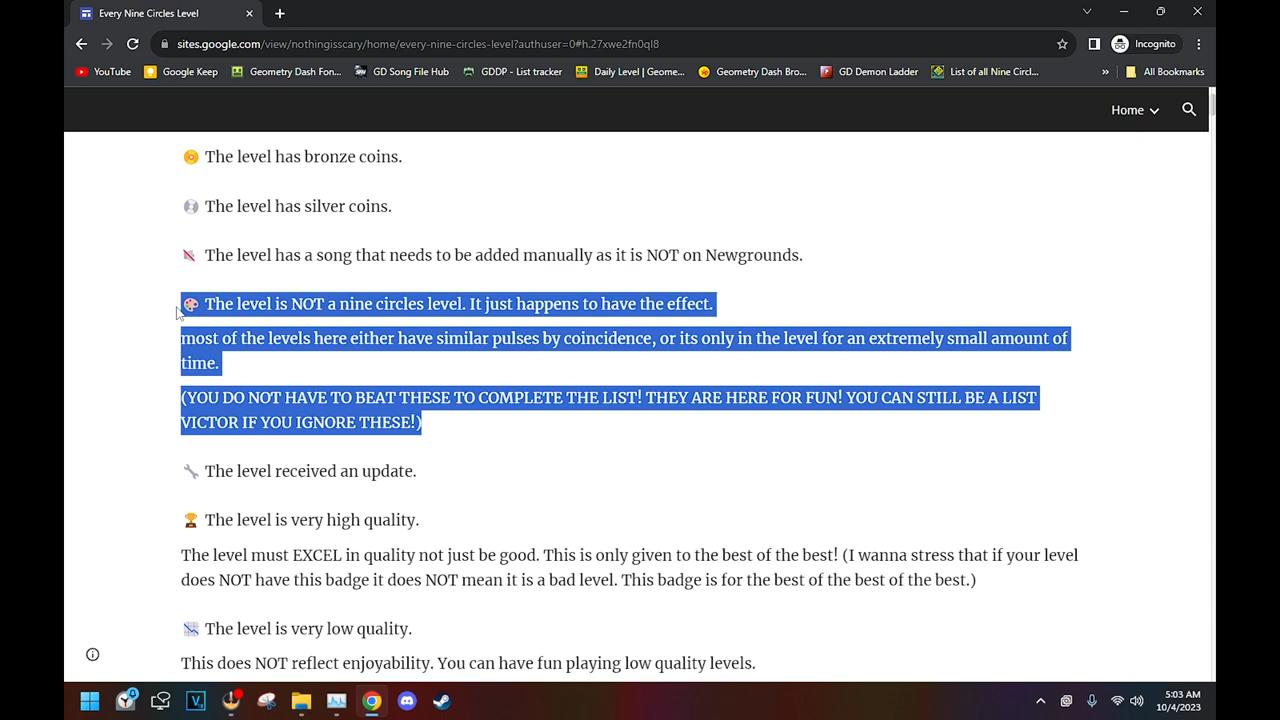 Every Nine Circles Level
sites.google.com/view/nothingisscary/home/every-nine-circles-level?authuser=0#h.27xwe2fn0ql8
Incognito
YouTube
Google Keep
Geometry Dash Fon...
GD Song File Hub
GDDP - List tracker
Daily Level | Geome...
Geometry Dash Bro...
GD Demon Ladder
List of all Nine Circl...
»
All Bookmarks
Home
The level has bronze coins.
The level has silver coins.
The level has a song that needs to be added manually as it is NOT on Newgrounds.
The level is NOT a nine circles level. It just happens to have the effect.
most of the levels here either have similar pulses by coincidence, or its only in the level for an extremely small amount of
time.
(YOU DO NOT HAVE TO BEAT THESE TO COMPLETE THE LIST! THEY ARE HERE FOR FUN! YOU CAN STILL BE A LIST
VICTOR IF YOU IGNORE THESE!)
The level received an update.
The level is very high quality.
The level must EXCEL in quality not just be good. This is only given to the best of the best! (I wanna stress that if your level
does NOT have this badge it does NOT mean it is a bad level. This badge is for the best of the best of the best.)
The level is very low quality.
This does NOT reflect enjoyability. You can have fun playing low quality levels.
5:03 AM
10/4/2023